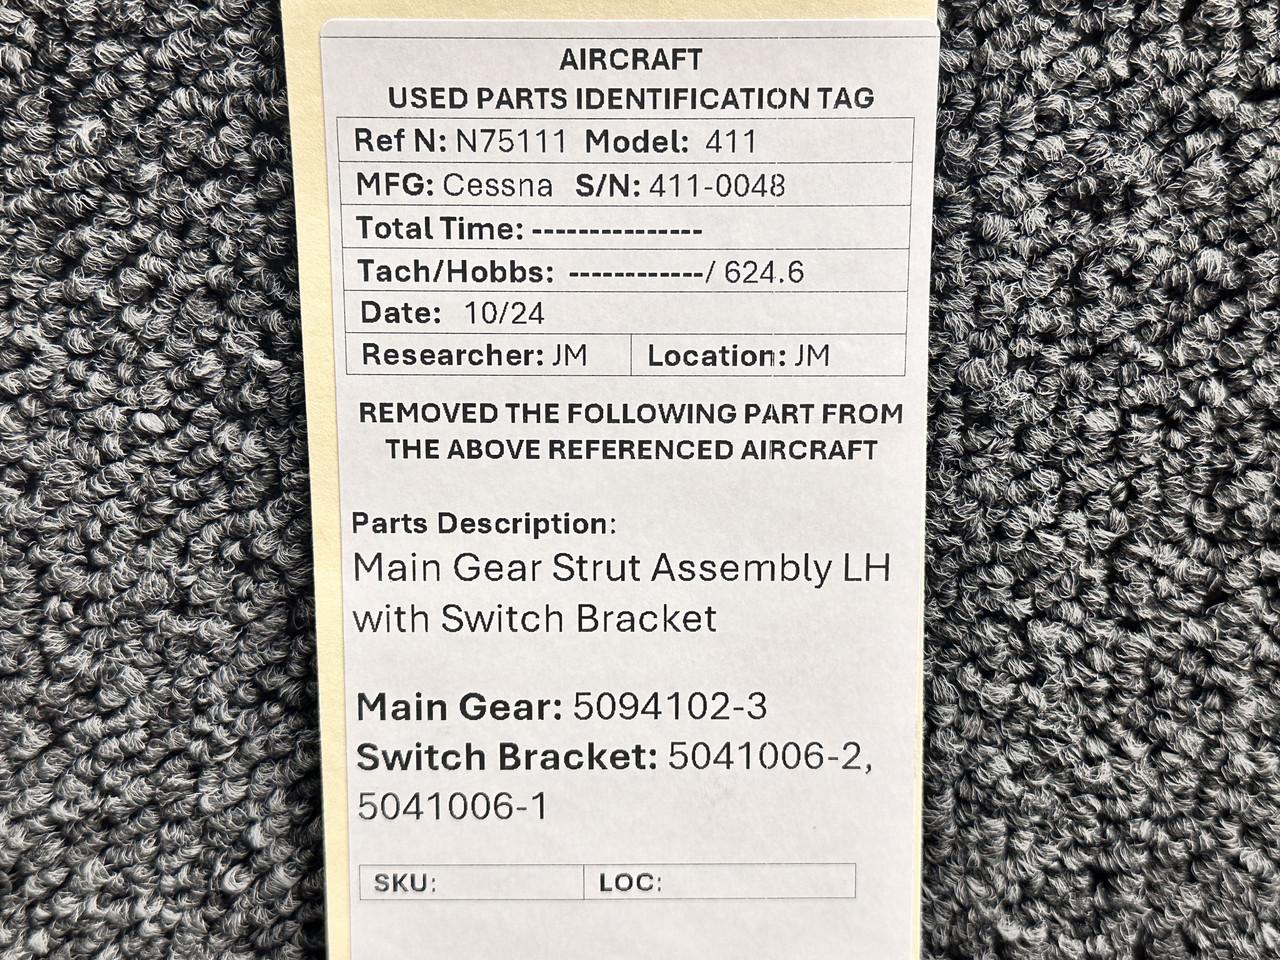 AIRCRAFT
USED PARTS IDENTIFICATION TAG
Ref N: N75111 Model: 411
MFG: Cessna S/N: 411-0048
Total Time: ---------------
Tach/Hobbs: ------------/ 624.6
Date: 10/24
Researcher: JM Location: JM
REMOVED THE FOLLOWING PART FROM
THE ABOVE REFERENCED AIRCRAFT
Parts Description:
Main Gear Strut Assembly LH
with Switch Bracket
Main Gear: 5094102-3
Switch Bracket: 5041006-2,
5041006-1
SKU: LOC: